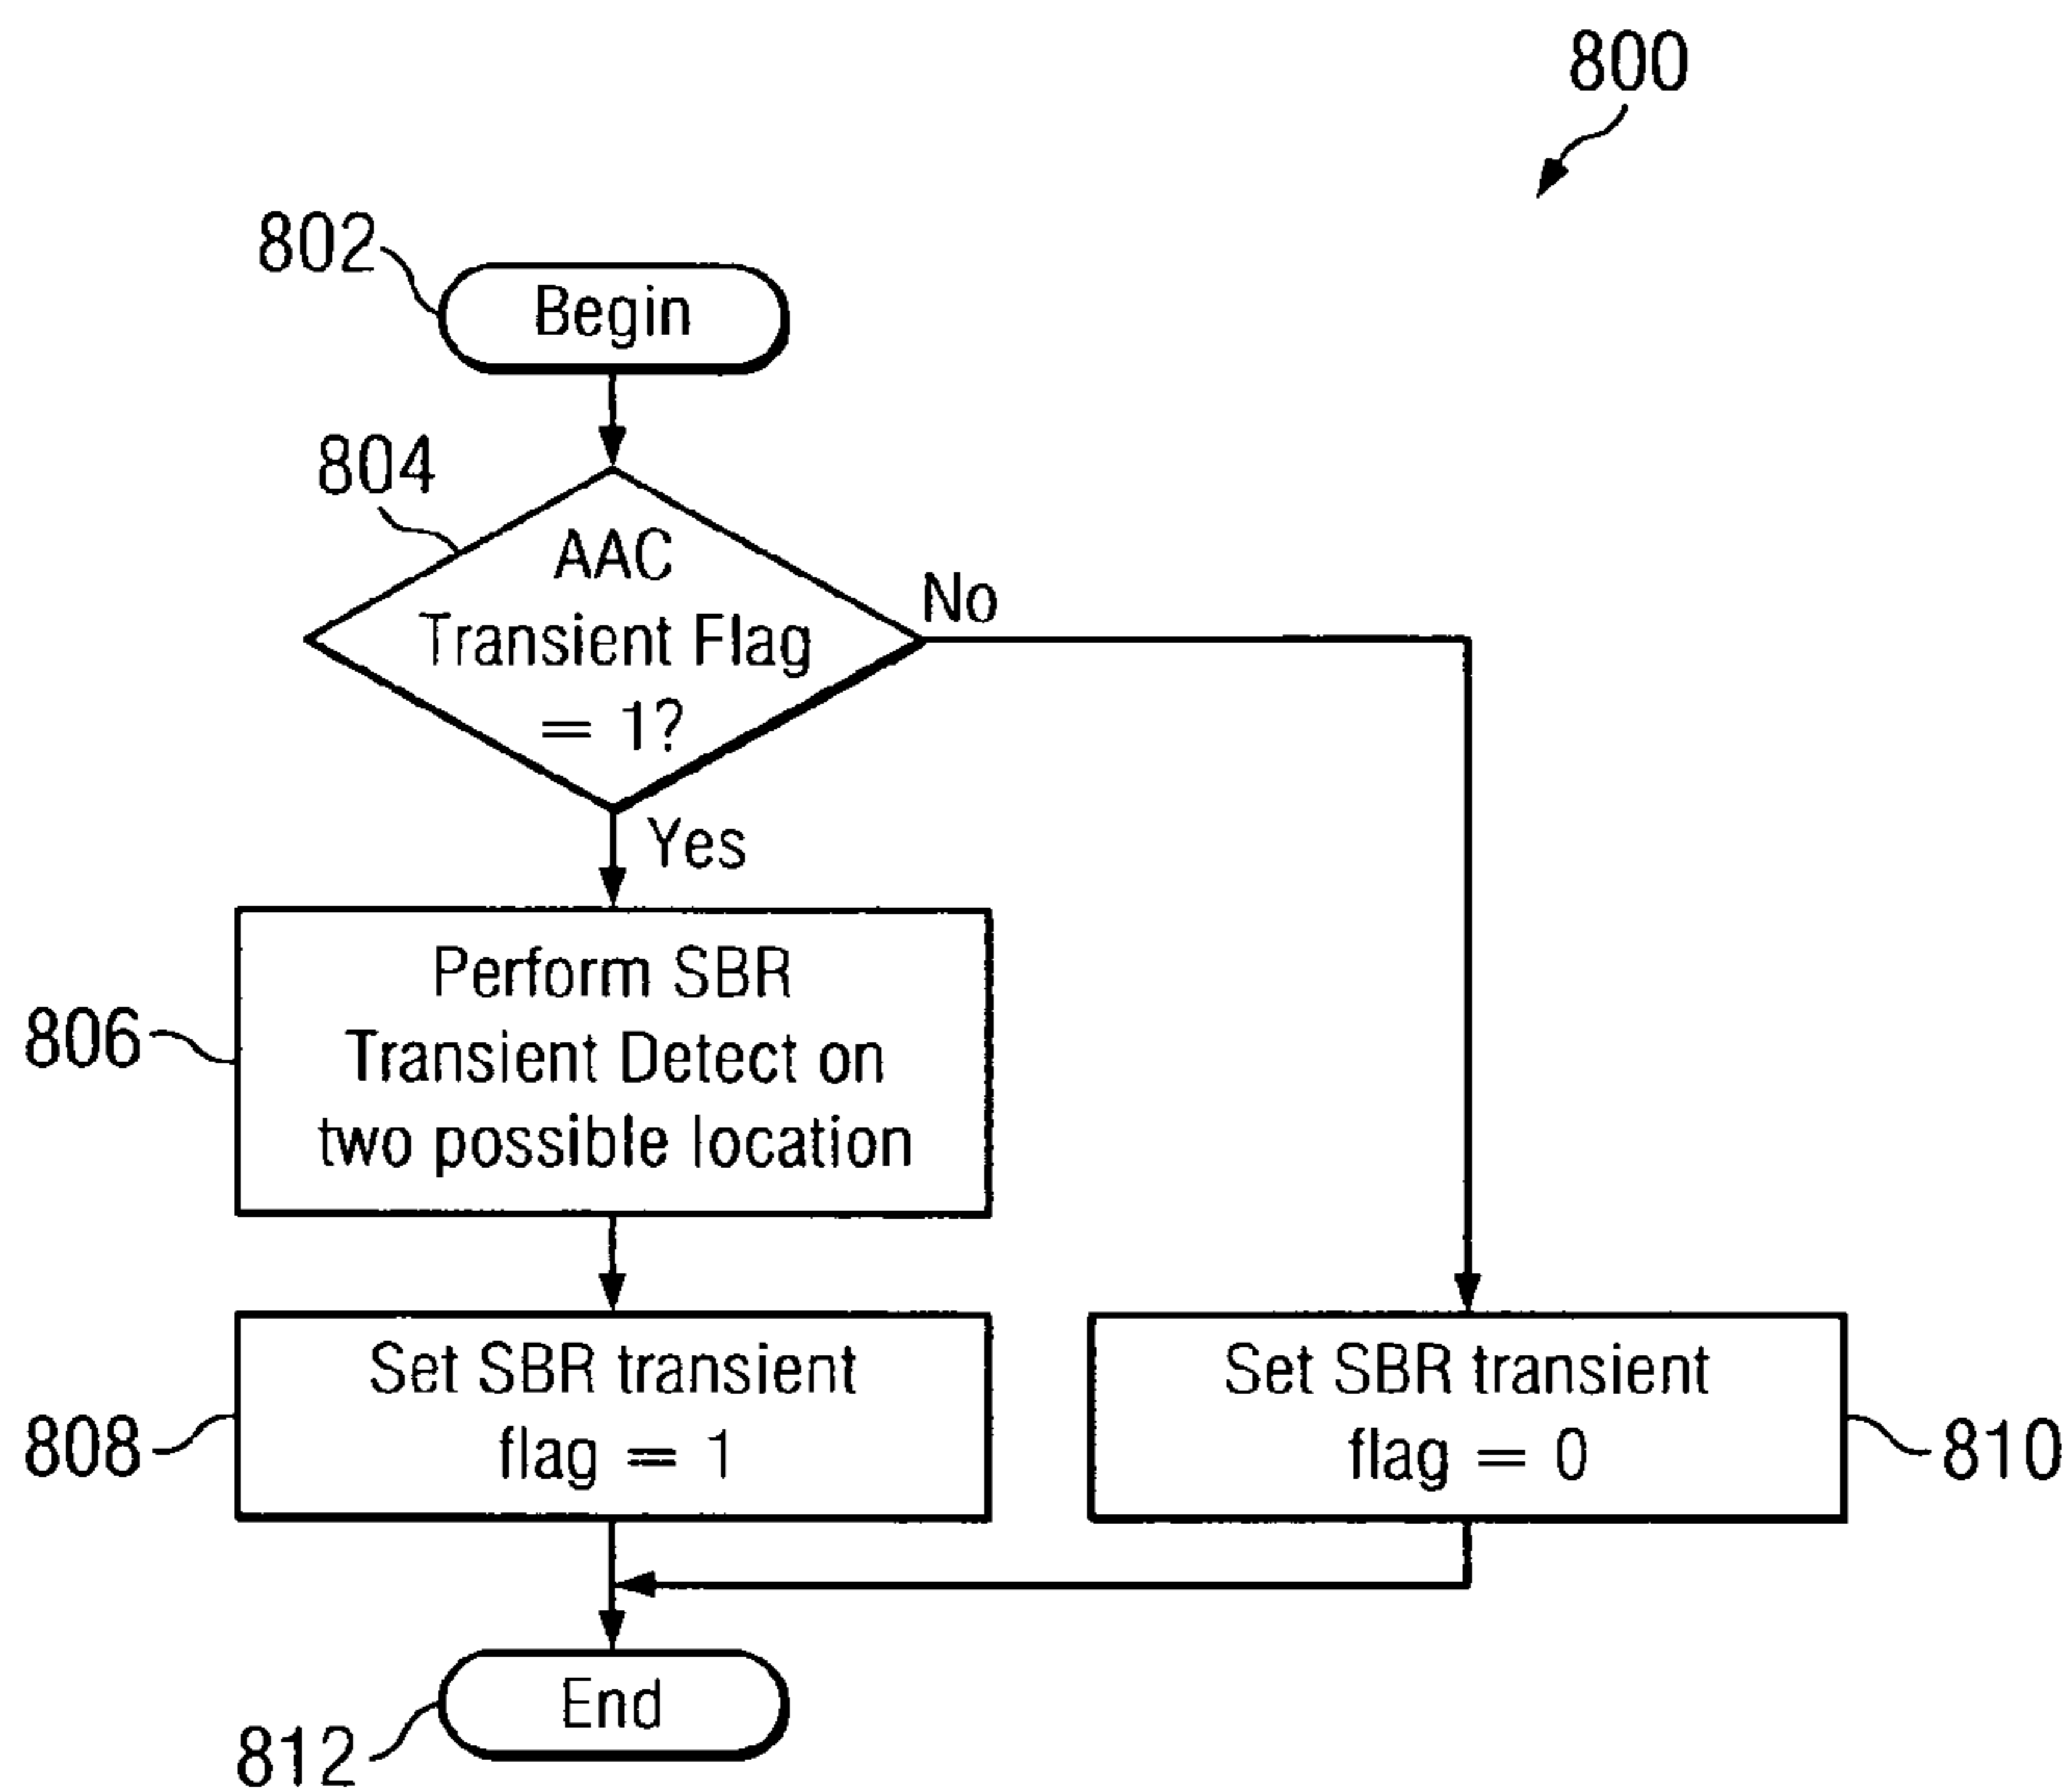 800
802
Begin
804
AAC
Transient Flag
= 1?
No
Yes
806
Perform SBR
Transient Detect on
two possible location
808
Set SBR transient
flag = 1
Set SBR transient
flag = 0
810
End
812